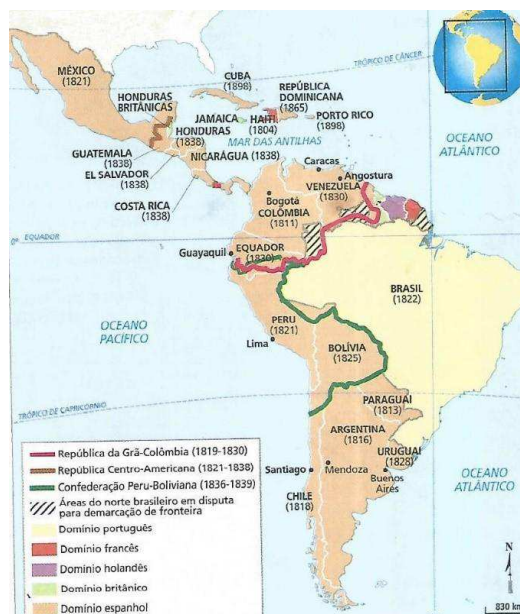 TRÓPICO DE CÂNCER
MÉXICO
(1821)
CUBA
(1898)
REPÚBLICA
DOMINICANA
(1865)
HONDURAS
BRITÂNICAS
JAMAICA
HAITI
(1804)
PORTO RICO
(1898)
MAR DAS ANTILHAS
HONDURAS
(1838)
GUATEMALA
(1838)
NICARÁGUA (1838)
EL SALVADOR
(1838)
COSTA RICA
(1838)
OCEANO
ATLÂNTICO
Caracas
Angostura
VENEZUELA
(1830)
Bogotá
COLÔMBIA
(1811)
0° EQUADOR
EQUADOR
(1830)
Guayaquil
BRASIL
(1822)
OCEANO
PACÍFICO
PERU
(1821)
Lima
BOLÍVIA
(1825)
TRÓPICO DE CAPRICÓRNIO
PARAGUAI
(1813)
ARGENTINA
(1816)
URUGUAI
(1828)
Santiago
Mendoza
Buenos
Aires
CHILE
(1818)
OCEANO
ATLÂNTICO
República da Grã-Colômbia (1819-1830)
República Centro-Americana (1821-1838)
Confederação Peru-Boliviana (1836-1839)
Áreas do norte brasileiro em disputa
para demarcação de fronteira
Domínio português
Domínio francês
Domínio holandês
Domínio britânico
Domínio espanhol
N
830 km